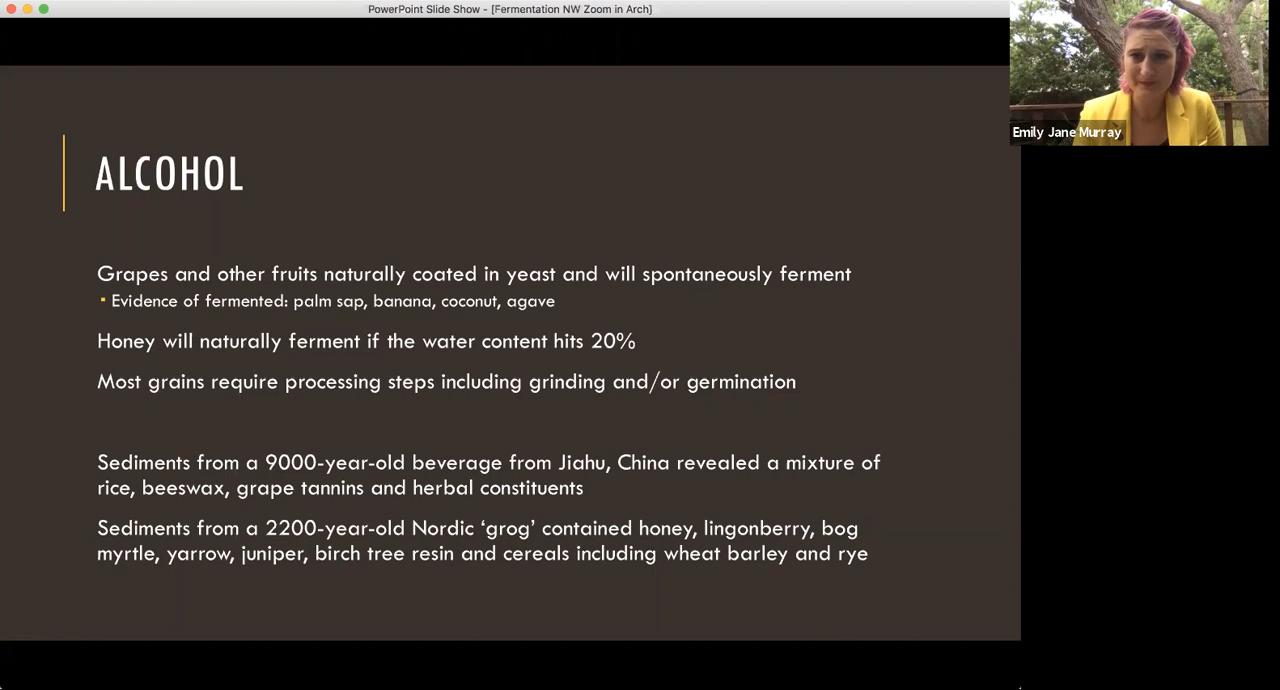 PowerPoint Slide Show - [Fermentation NW Zoom in Arch]
Emily Jane Murray
ALCOHOL
Grapes and other fruits naturally coated in yeast and will spontaneously ferment
Evidence of fermented: palm sap, banana, coconut, agave
Honey will naturally ferment if the water content hits 20%
Most grains require processing steps including grinding and/or germination
Sediments from a 9000-year-old beverage from Jiahu, China revealed a mixture of
rice, beeswax, grape tannins and herbal constituents
Sediments from a 2200-year-old Nordic ‘grog’ contained honey, lingonberry, bog
myrtle, yarrow, juniper, birch tree resin and cereals including wheat barley and rye